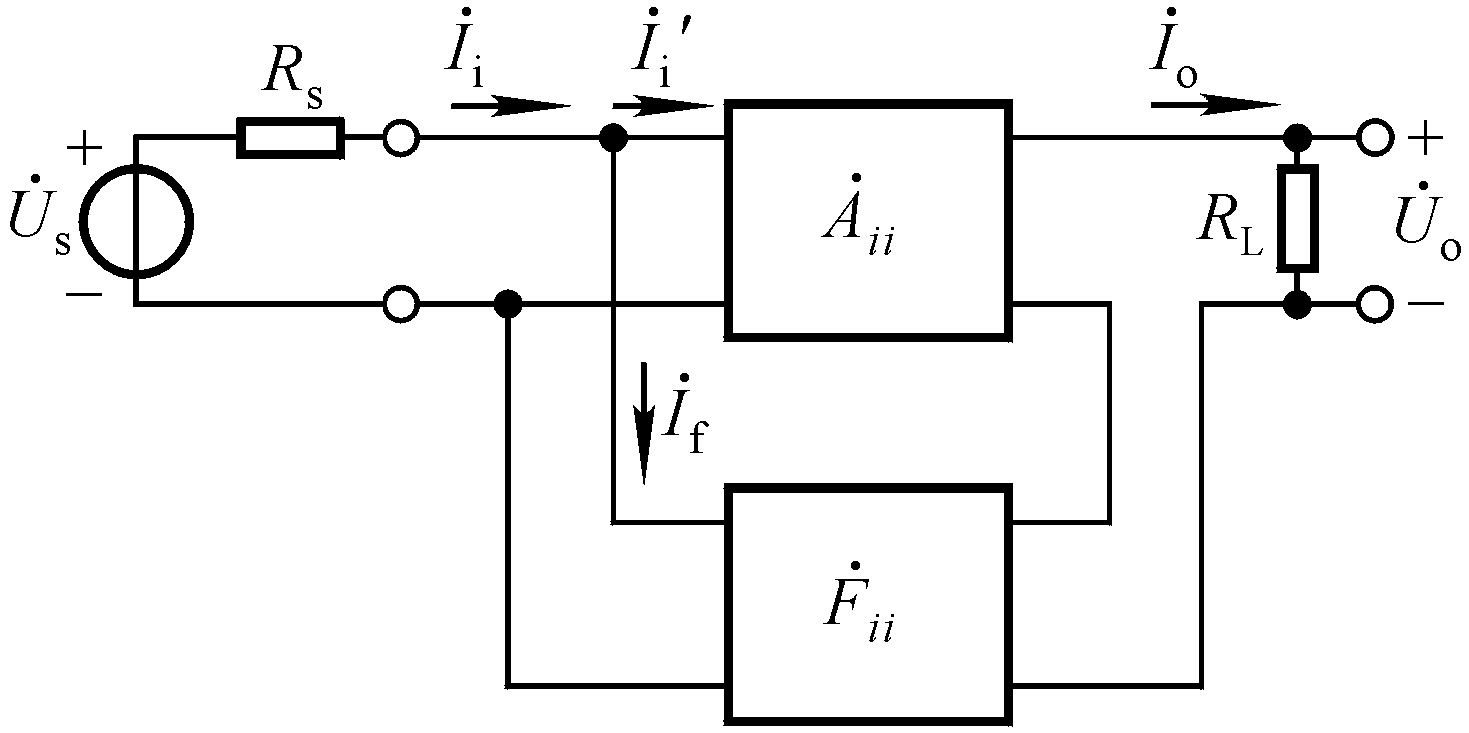 İi İi′ İo
Rs
+ +
U̇s Ȧii RL U̇o
− −
İf
Ḟii